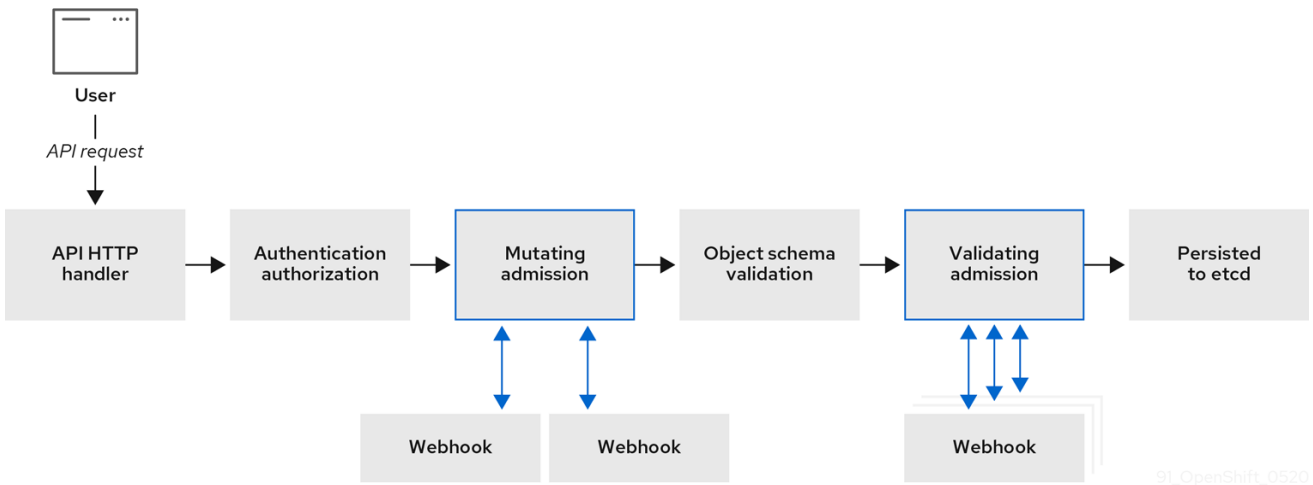 User
API request
API HTTP
handler
Authentication
authorization
Mutating
admission
Object schema
validation
Validating
admission
Persisted
to etcd
Webhook
Webhook
Webhook
91_OpenShift_0520